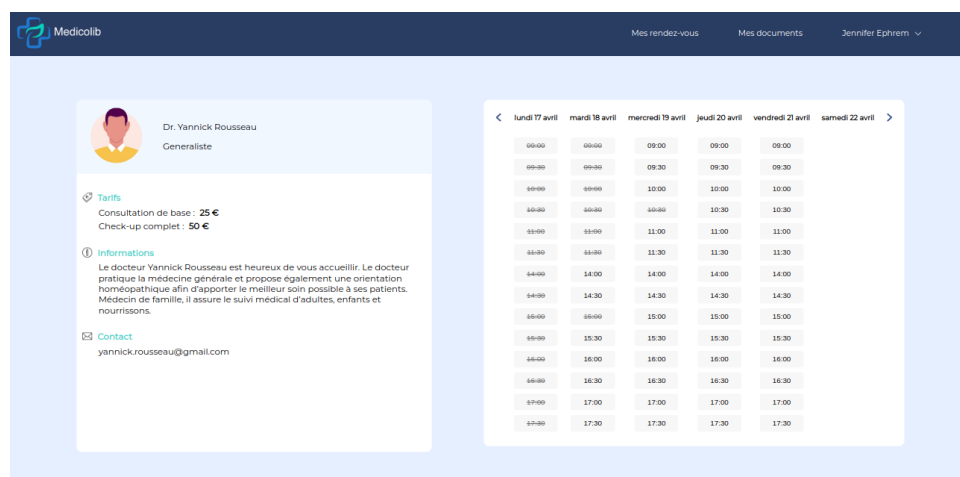 Medicolib
Mes rendez-vous
Mes documents
Jennifer Ephrem
Dr. Yannick Rousseau
Generaliste
Tarifs
Consultation de base : 25 €
Check-up complet : 50 €
Informations
Le docteur Yannick Rousseau est heureux de vous accueillir. Le docteur
pratique la médecine générale et propose également une orientation
homéopathique afin d'apporter le meilleur soin possible à ses patients.
Médecin de famille, il assure le suivi médical d'adultes, enfants et
nourrissons.
Contact
yannick.rousseau@gmail.com
lundi 17 avril mardi 18 avril mercredi 19 avril jeudi 20 avril vendredi 21 avril samedi 22 avril
09:00 09:00 09:00 09:00 09:00
09:30 09:30 09:30 09:30 09:30
10:00 10:00 10:00 10:00 10:00
10:30 10:30 10:30 10:30 10:30
11:00 11:00 11:00 11:00 11:00
11:30 11:30 11:30 11:30 11:30
14:00 14:00 14:00 14:00 14:00
14:30 14:30 14:30 14:30 14:30
15:00 15:00 15:00 15:00 15:00
15:30 15:30 15:30 15:30 15:30
16:00 16:00 16:00 16:00 16:00
16:30 16:30 16:30 16:30 16:30
17:00 17:00 17:00 17:00 17:00
17:30 17:30 17:30 17:30 17:30